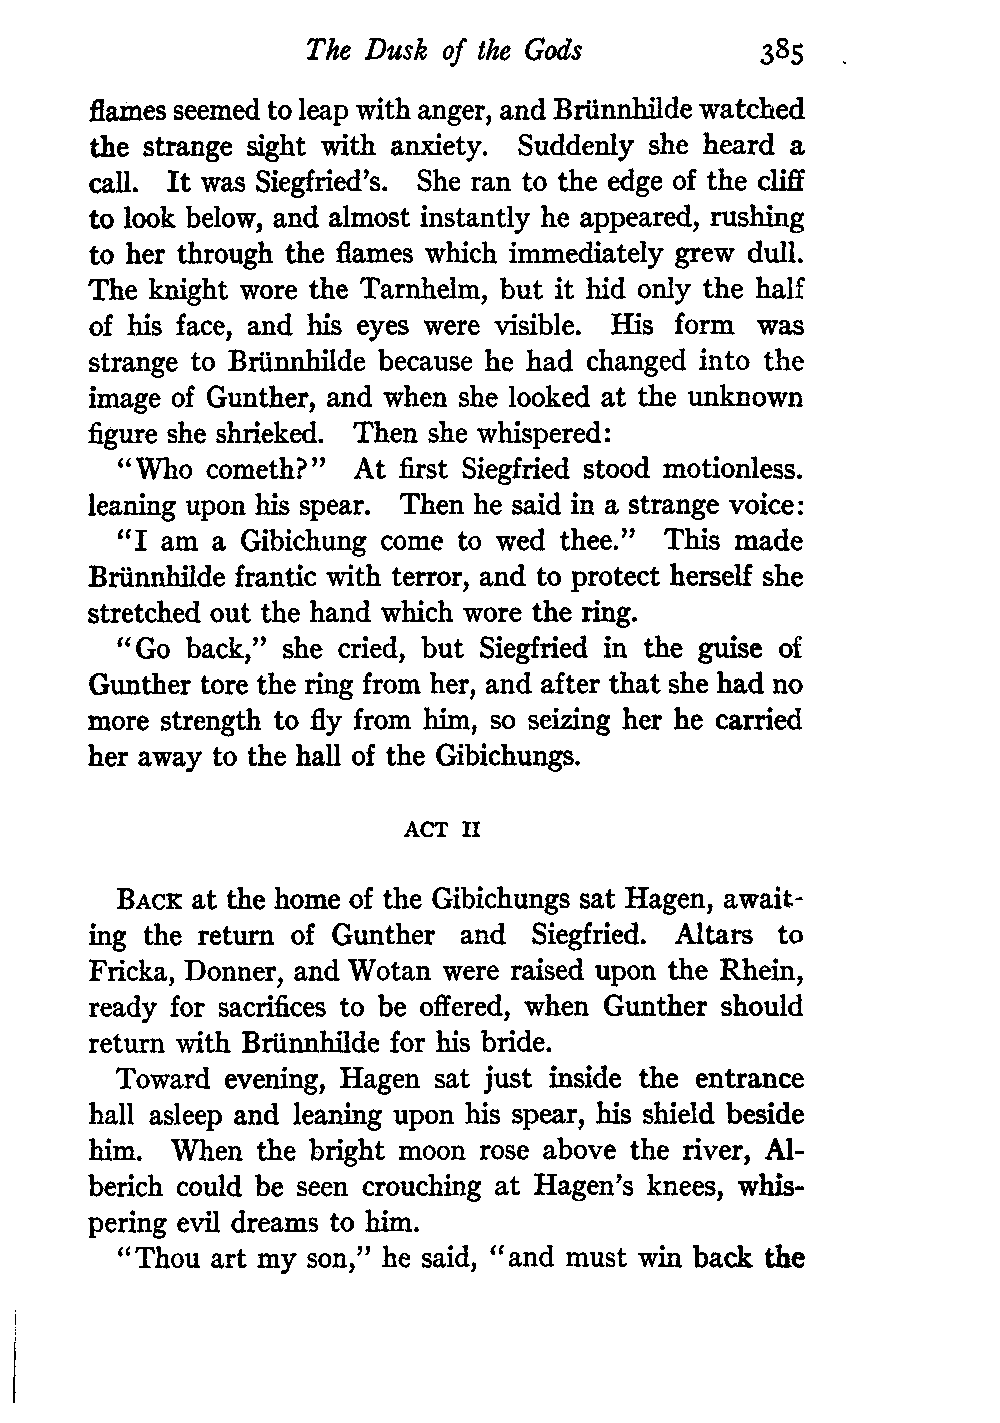 The Dusk of the Gods 385
flames seemed to leap with anger, and Brünnhilde watched
the strange sight with anxiety. Suddenly she heard a
call. It was Siegfried's. She ran to the edge of the cliff
to look below, and almost instantly he appeared, rushing
to her through the flames which immediately grew dull.
The knight wore the Tarnhelm, but it hid only the half
of his face, and his eyes were visible. His form was
strange to Brünnhilde because he had changed into the
image of Gunther, and when she looked at the unknown
figure she shrieked. Then she whispered:
"Who cometh?" At first Siegfried stood motionless.
leaning upon his spear. Then he said in a strange voice:
"I am a Gibichung come to wed thee." This made
Brünnhilde frantic with terror, and to protect herself she
stretched out the hand which wore the ring.
"Go back," she cried, but Siegfried in the guise of
Gunther tore the ring from her, and after that she had no
more strength to fly from him, so seizing her he carried
her away to the hall of the Gibichungs.
ACT II
BACK at the home of the Gibichungs sat Hagen, await-
ing the return of Gunther and Siegfried. Altars to
Fricka, Donner, and Wotan were raised upon the Rhein,
ready for sacrifices to be offered, when Gunther should
return with Brünnhilde for his bride.
Toward evening, Hagen sat just inside the entrance
hall asleep and leaning upon his spear, his shield beside
him. When the bright moon rose above the river, Al-
berich could be seen crouching at Hagen's knees, whis-
pering evil dreams to him.
"Thou art my son," he said, "and must win back the